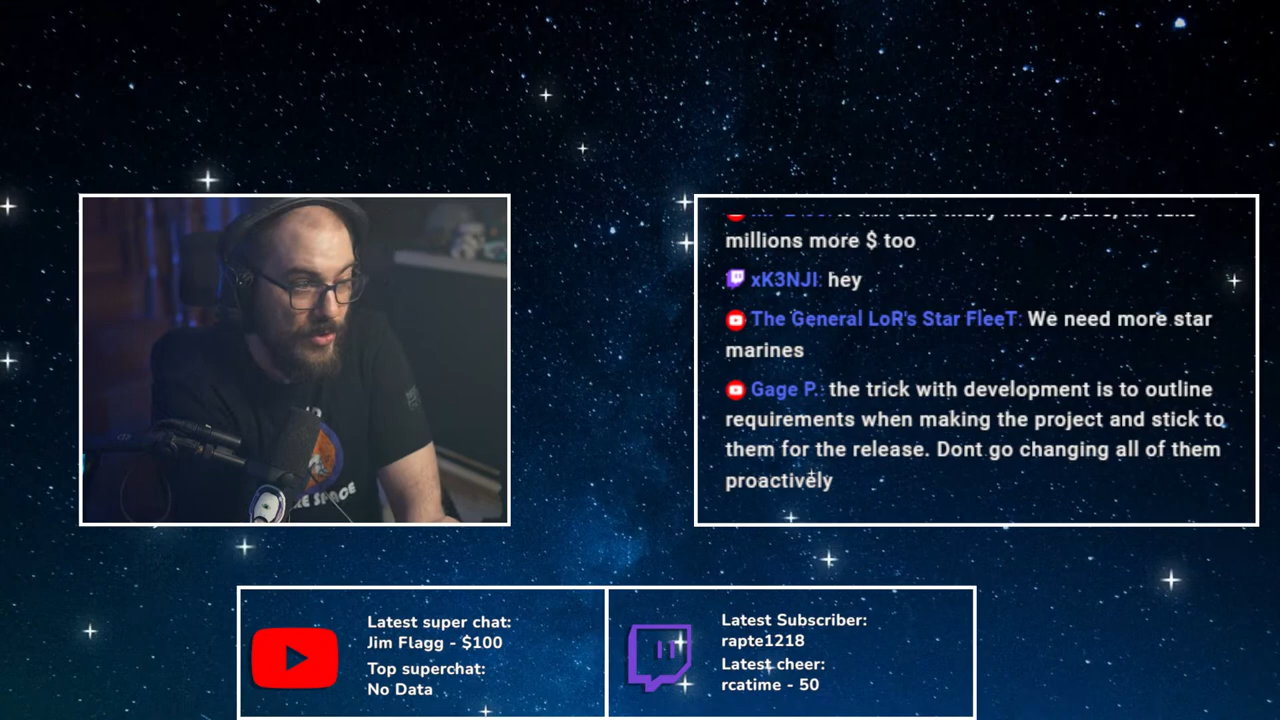 millions more $ too
xK3NJI: hey
The General LoR's Star FleeT: We need more star
marines
Gage P.: the trick with development is to outline
requirements when making the project and stick to
them for the release. Dont go changing all of them
proactively
SPACE
Latest super chat:
Jim Flagg - $100
Top superchat:
No Data
Latest Subscriber:
rapte1218
Latest cheer:
rcatime - 50